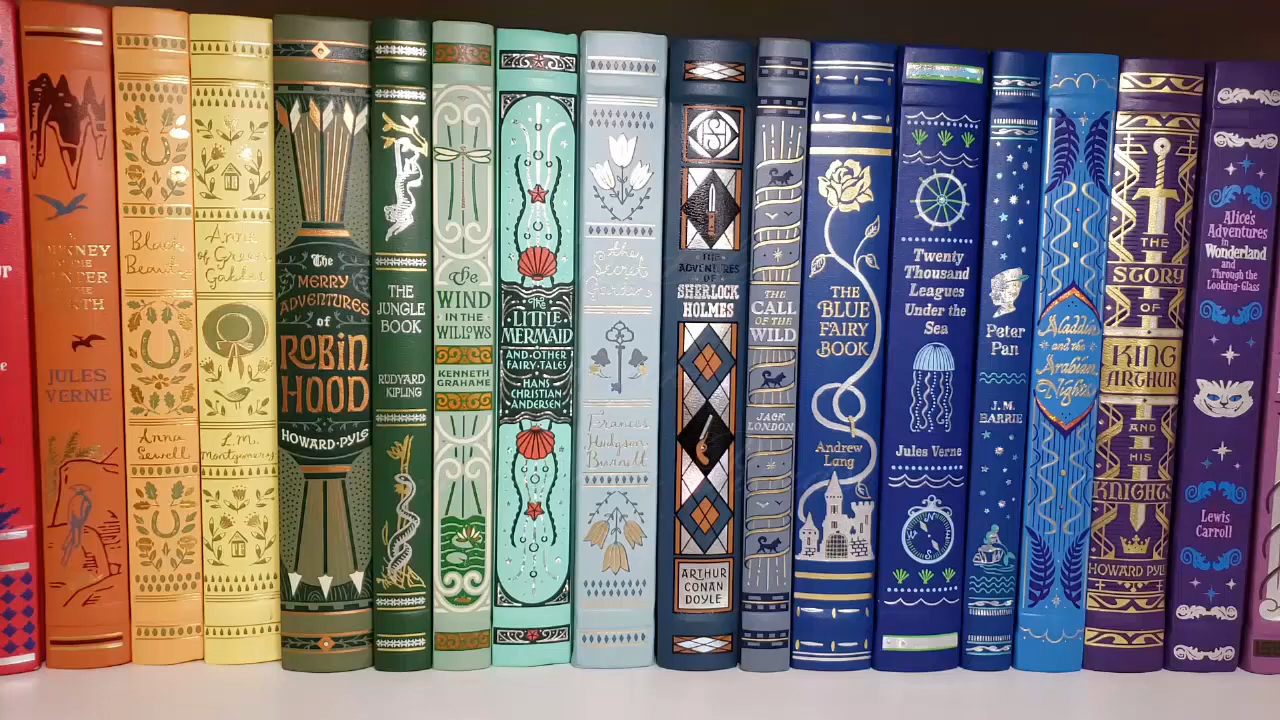 JULES
VERNE
Black
Beauty
Anna
Sewell
Anne
of Green
Gables
L.M.
Montgomery
The
MERRY
ADVENTURES
of
ROBIN
HOOD
HOWARD PYLE
THE
JUNGLE
BOOK
RUDYARD
KIPLING
The
WIND
IN THE
WILLOWS
KENNETH
GRAHAME
The
LITTLE
MERMAID
AND OTHER
FAIRY TALES
HANS
CHRISTIAN
ANDERSEN
The
Secret
Garden
Frances
Hodgson
Burnett
SH
THE
ADVENTURES
OF
SHERLOCK
HOLMES
ARTHUR
CONAN
DOYLE
THE
CALL
OF THE
WILD
JACK
LONDON
THE
BLUE
FAIRY
BOOK
Andrew
Lang
Twenty
Thousand
Leagues
Under the
Sea
Jules Verne
Peter
Pan
J.M.
BARRIE
Aladdin
and the
Arabian
Nights
THE
STORY
OF
KING
ARTHUR
AND
HIS
KNIGHTS
HOWARD PYLE
Alice's
Adventures
in
Wonderland
and Through the
Looking-Glass
Lewis
Carroll